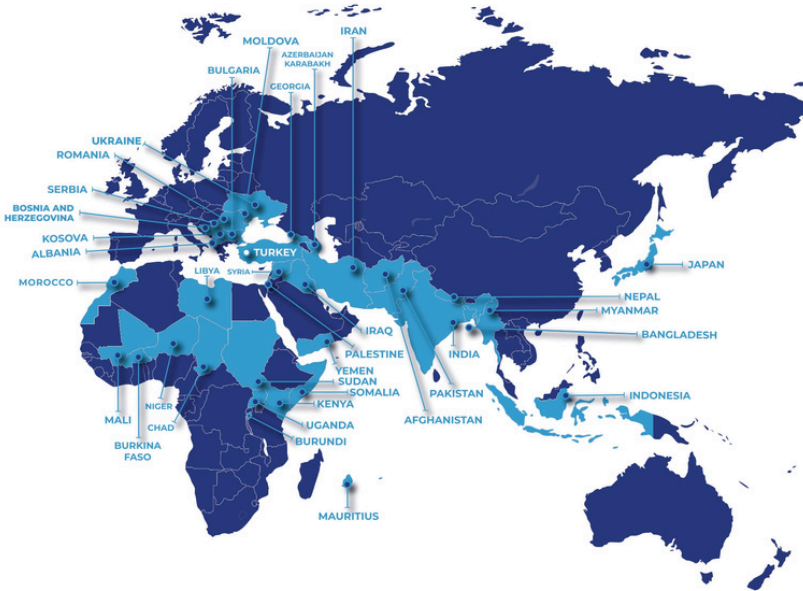 IRAN
MOLDOVA
AZERBAIJAN
KARABAKH
BULGARIA
GEORGIA
UKRAINE
ROMANIA
SERBIA
BOSNIA AND
HERZEGOVINA
KOSOVA
ALBANIA
TURKEY
MOROCCO
LIBYA
SYRIA
JAPAN
NEPAL
MYANMAR
BANGLADESH
IRAQ
PALESTINE
INDIA
YEMEN
SUDAN
SOMALIA
PAKISTAN
INDONESIA
KENYA
NIGER
MALI
CHAD
AFGHANISTAN
UGANDA
BURKINA
FASO
BURUNDI
MAURITIUS